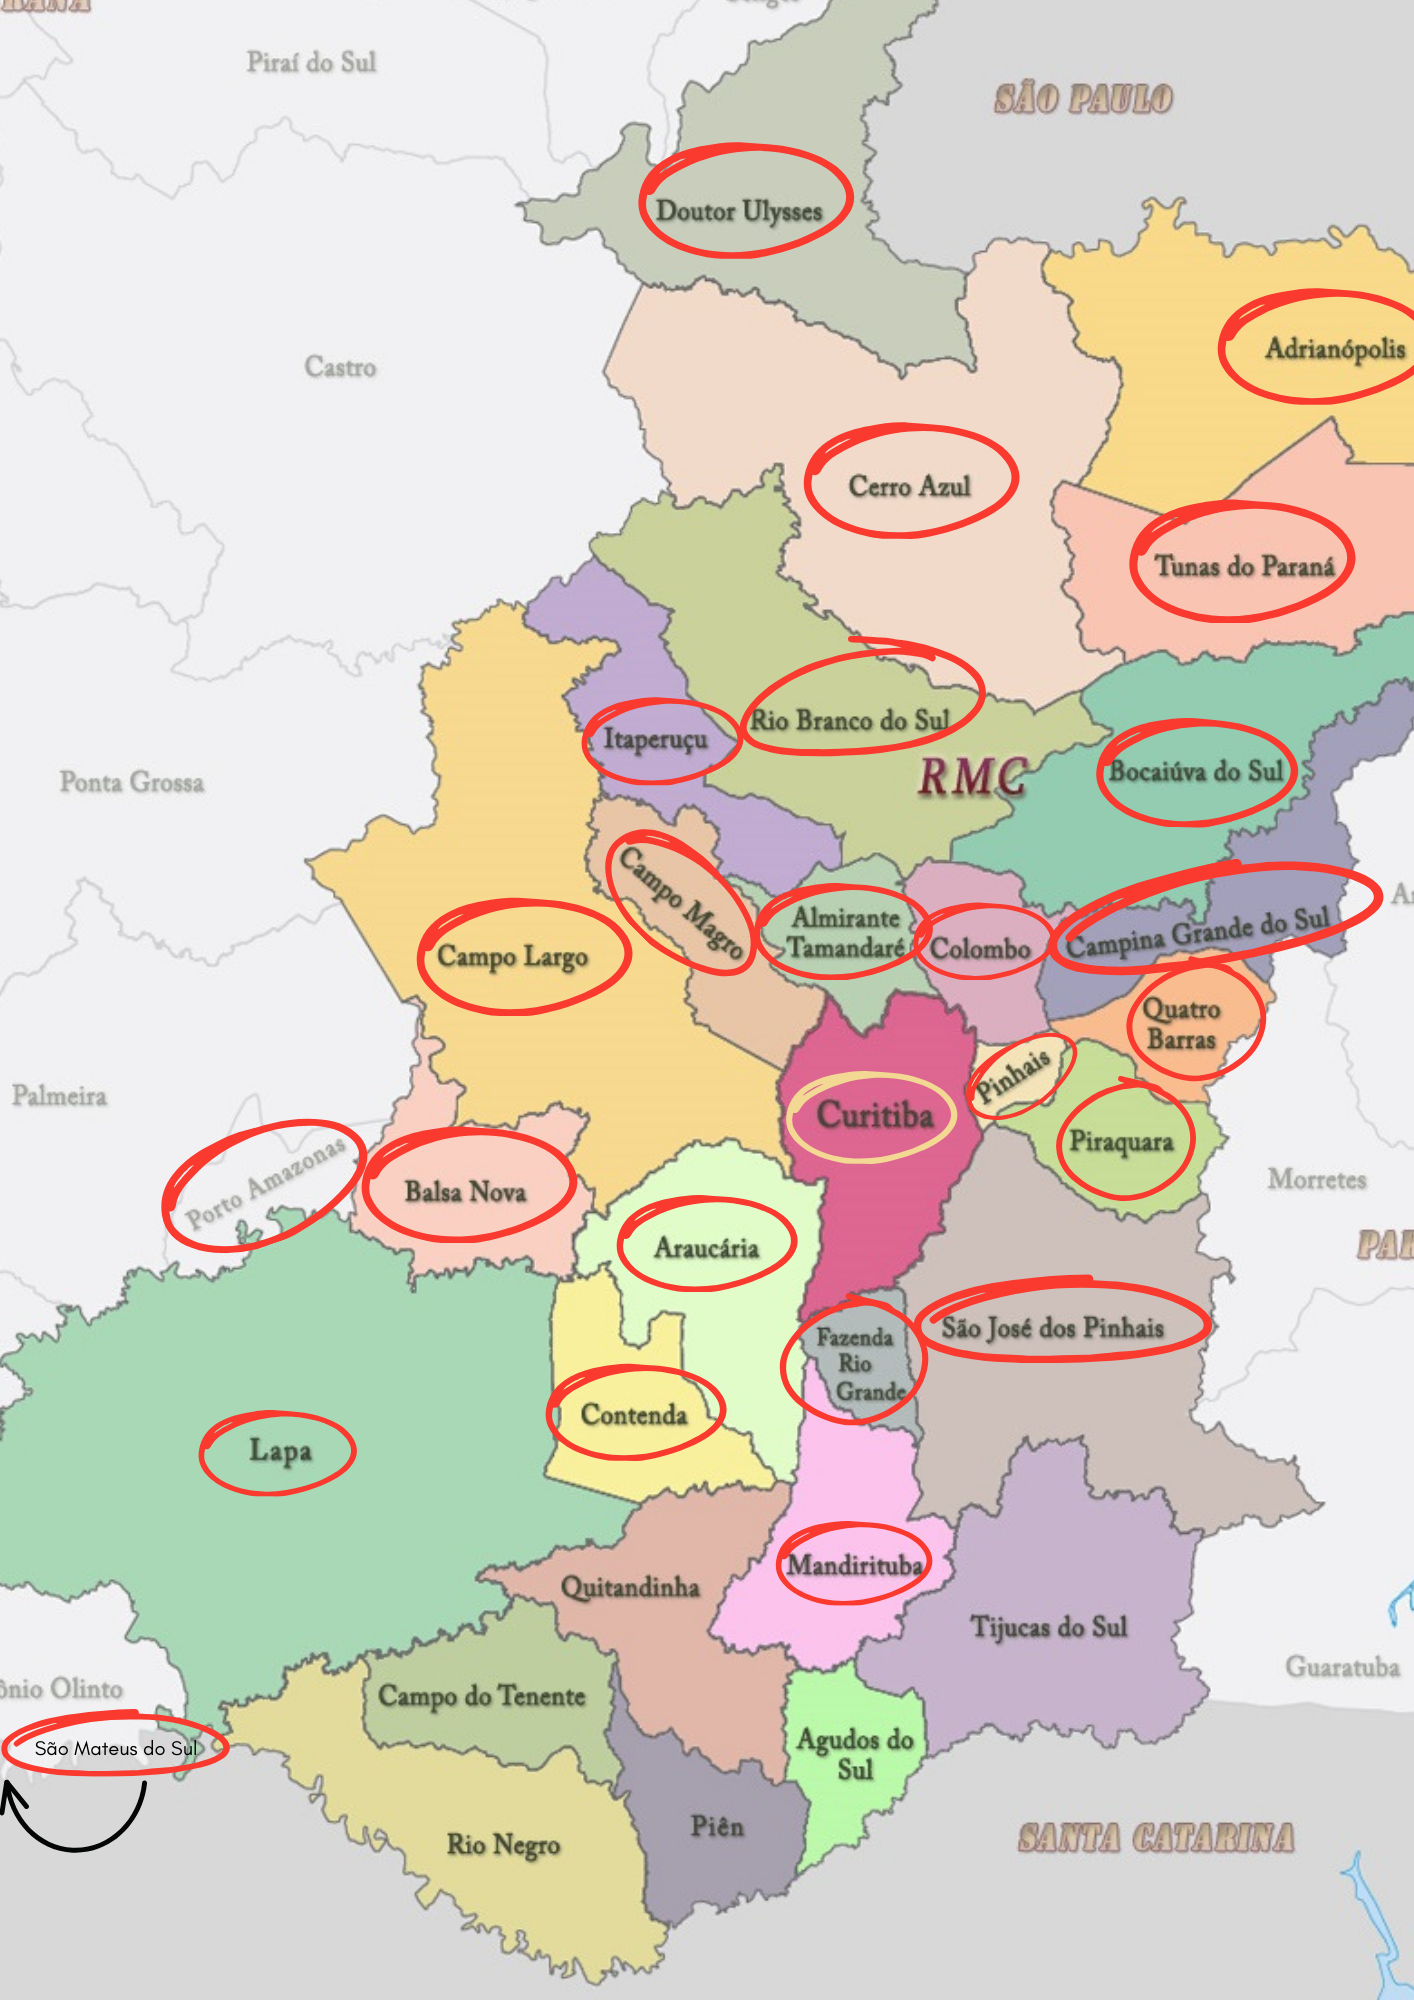 Piraí do Sul
SÃO PAULO
Doutor Ulysses
Adrianópolis
Castro
Cerro Azul
Tunas do Paraná
Rio Branco do Sul
Itaperuçu
RMC
Bocaiúva do Sul
Ponta Grossa
Campo Magro
Almirante
Tamandaré
Colombo
Campina Grande do Sul
Campo Largo
Quatro
Barras
Pinhais
Palmeira
Curitiba
Piraquara
Porto Amazonas
Balsa Nova
Morretes
Araucária
Fazenda
Rio
Grande
São José dos Pinhais
Contenda
Lapa
Mandirituba
Quitandinha
Tijucas do Sul
Guaratuba
ônio Olinto
Campo do Tenente
São Mateus do Sul
Agudos do
Sul
Piên
Rio Negro
SANTA CATARINA